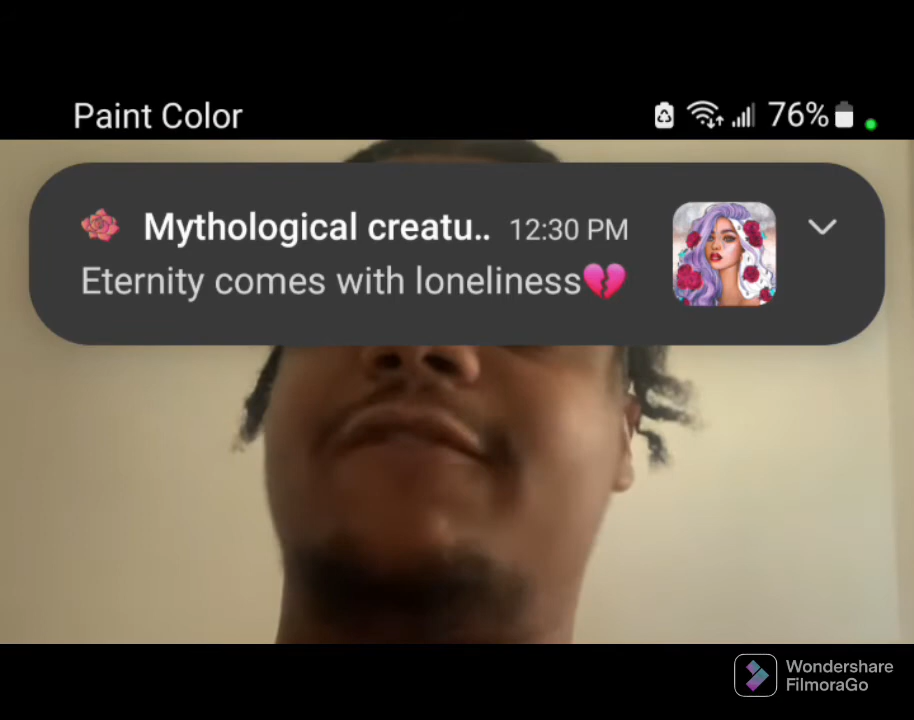 Paint Color 76%
Mythological creatu.. 12:30 PM
Eternity comes with loneliness💔
Wondershare
FilmoraGo